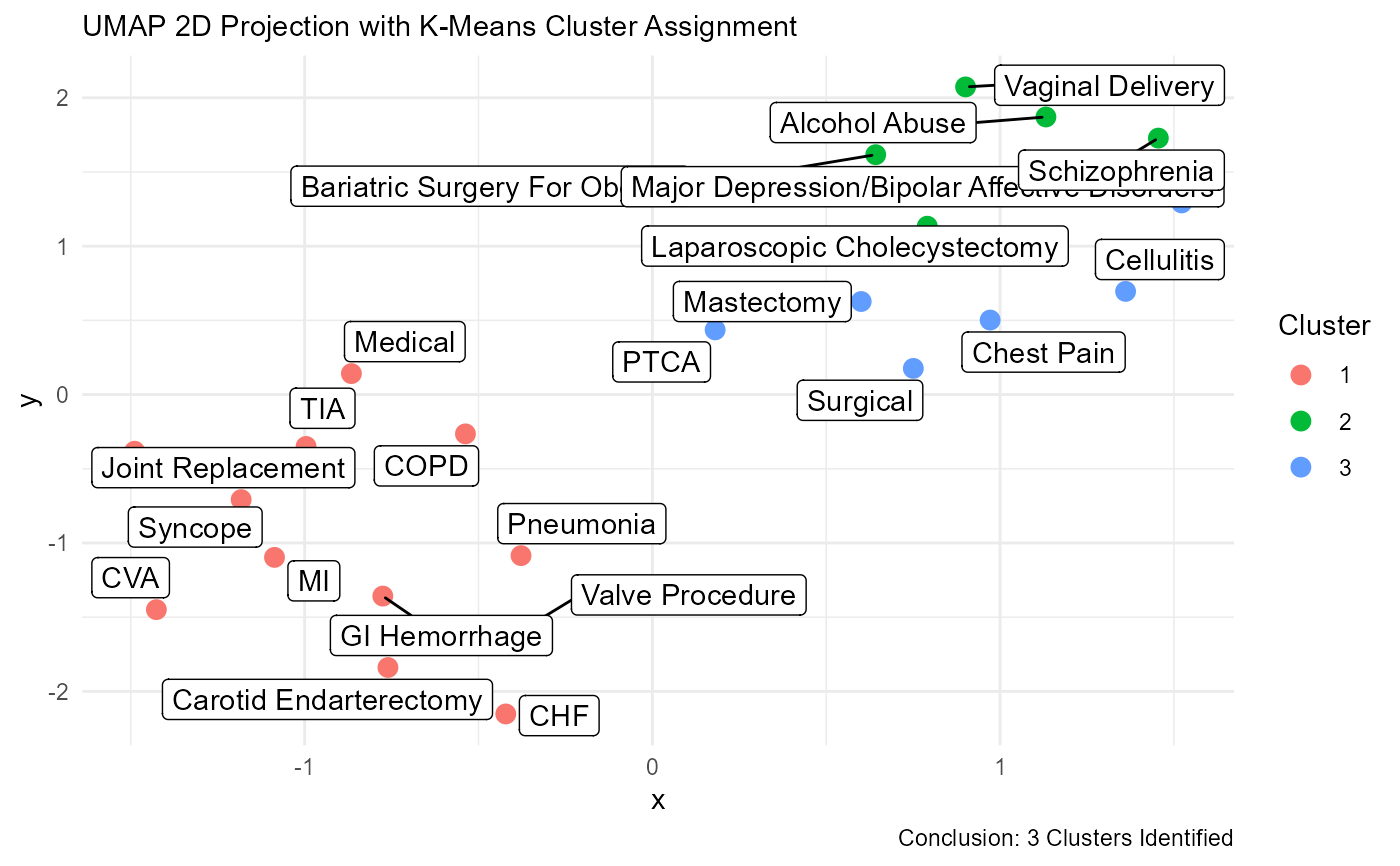 UMAP 2D Projection with K-Means Cluster Assignment
2
1
0
-1
-2
y
Vaginal Delivery
Alcohol Abuse
Schizophrenia
Bariatric Surgery For
Major Depression/Bipolar Affective Disorders
Laparoscopic Cholecystectomy
Cellulitis
Mastectomy
PTCA
Chest Pain
Surgical
Medical
TIA
Joint Replacement
COPD
Syncope
Pneumonia
CVA
MI
Valve Procedure
GI Hemorrhage
Carotid Endarterectomy
CHF
Cluster
1
2
3
-1
0
1
x
Conclusion: 3 Clusters Identified